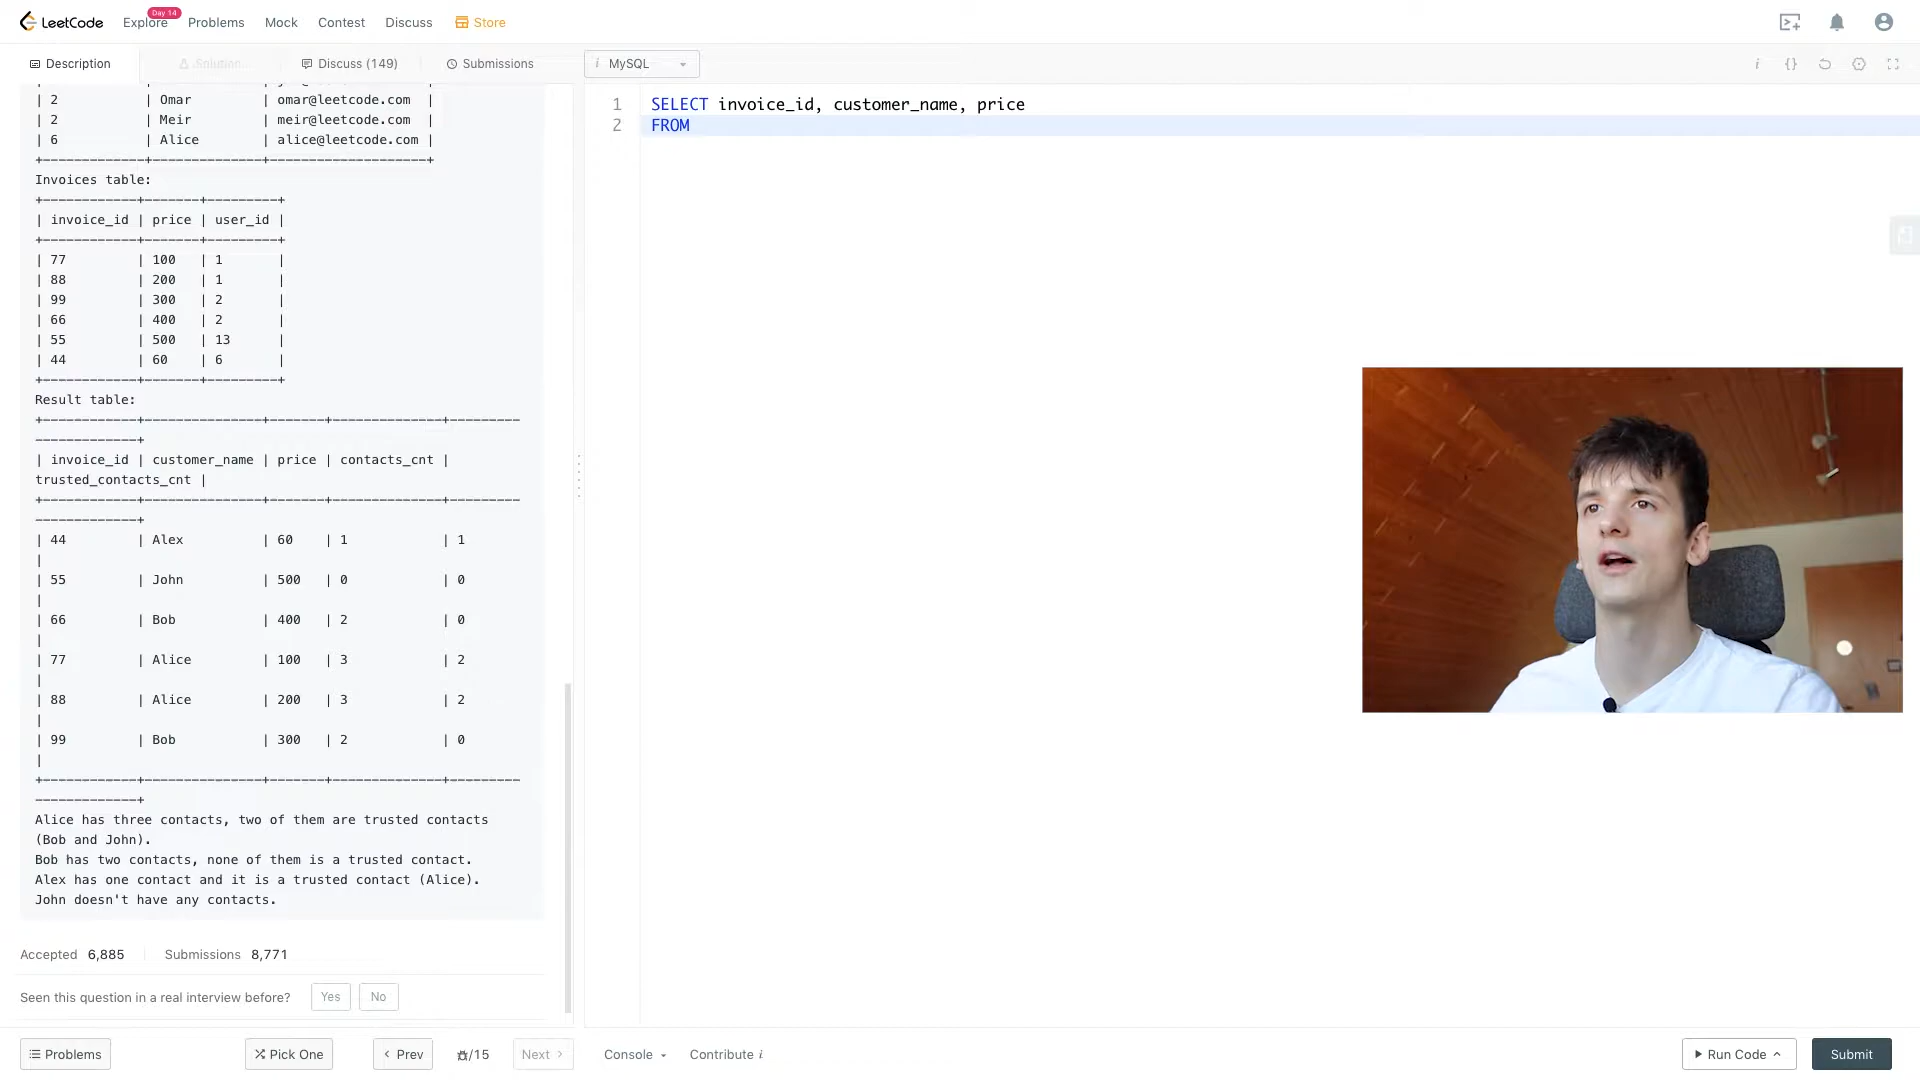 LeetCode
Explore
Day 14
Problems
Mock
Contest
Discuss
Store
Description
Solution
Discuss (149)
Submissions
i MySQL
i {}
| 2 | Omar | omar@leetcode.com |
| 2 | Meir | meir@leetcode.com |
| 6 | Alice | alice@leetcode.com |
+-------------+--------------+--------------------+
Invoices table:
+------------+-------+---------+
| invoice_id | price | user_id |
+------------+-------+---------+
| 77 | 100 | 1 |
| 88 | 200 | 1 |
| 99 | 300 | 2 |
| 66 | 400 | 2 |
| 55 | 500 | 13 |
| 44 | 60 | 6 |
+------------+-------+---------+
Result table:
+------------+---------------+-------+--------------+---------
-------------+
| invoice_id | customer_name | price | contacts_cnt |
trusted_contacts_cnt |
+------------+---------------+-------+--------------+---------
-------------+
| 44 | Alex | 60 | 1 | 1
|
| 55 | John | 500 | 0 | 0
|
| 66 | Bob | 400 | 2 | 0
|
| 77 | Alice | 100 | 3 | 2
|
| 88 | Alice | 200 | 3 | 2
|
| 99 | Bob | 300 | 2 | 0
|
+------------+---------------+-------+--------------+---------
-------------+
Alice has three contacts, two of them are trusted contacts
(Bob and John).
Bob has two contacts, none of them is a trusted contact.
Alex has one contact and it is a trusted contact (Alice).
John doesn't have any contacts.
Accepted 6,885 Submissions 8,771
Seen this question in a real interview before? Yes No
1 SELECT invoice_id, customer_name, price
2 FROM
Problems
Pick One
Prev
/15
Next
Console
Contribute i
Run Code
Submit